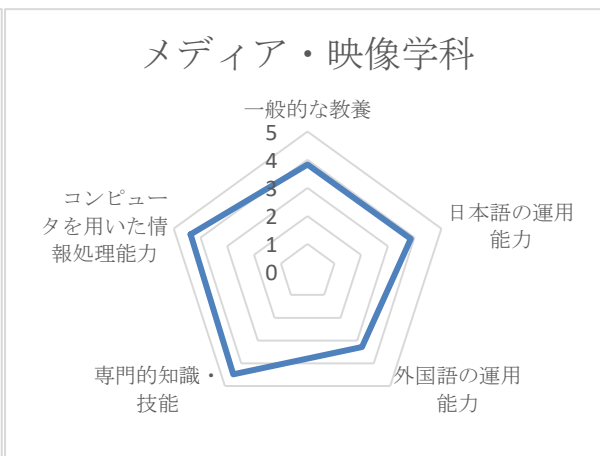 メディア・映像学科
一般的な教養
5
4
3
2
1
0
日本語の運用
能力
外国語の運用
能力
専門的知識・
技能
コンピュー
タを用いた情
報処理能力